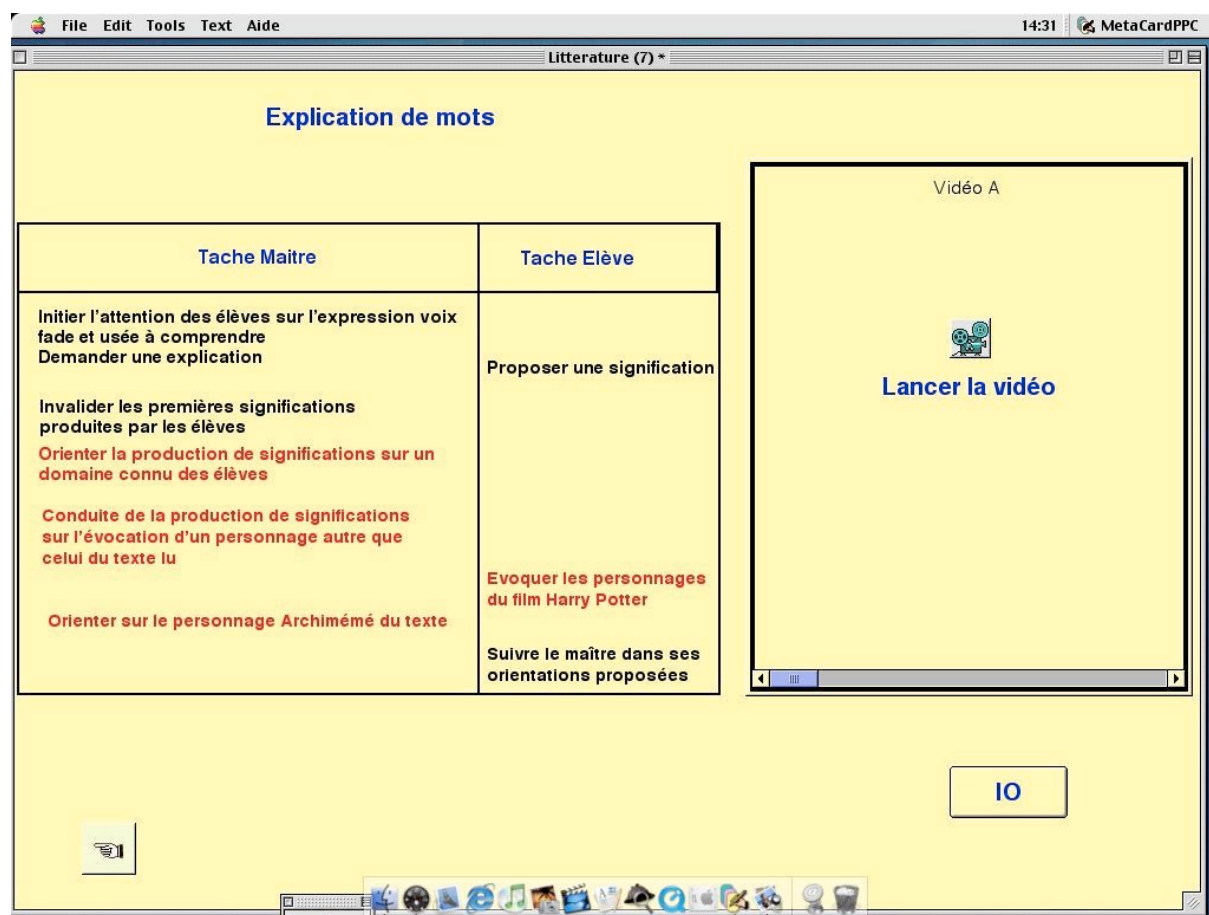 File Edit Tools Text Aide
14:31 MetaCardPPC
Litterature (7) *
Explication de mots
Tache Maitre
Initier l'attention des élèves sur l'expression voix
fade et usée à comprendre
Demander une explication
Invalider les premières significations
produites par les élèves
Orienter la production de significations sur un
domaine connu des élèves
Conduite de la production de significations
sur l'évocation d'un personnage autre que
celui du texte lu
Orienter sur le personnage Archimémé du texte
Tache Elève
Proposer une signification
Evoquer les personnages
du film Harry Potter
Suivre le maître dans ses
orientations proposées
Vidéo A
Lancer la vidéo
IO